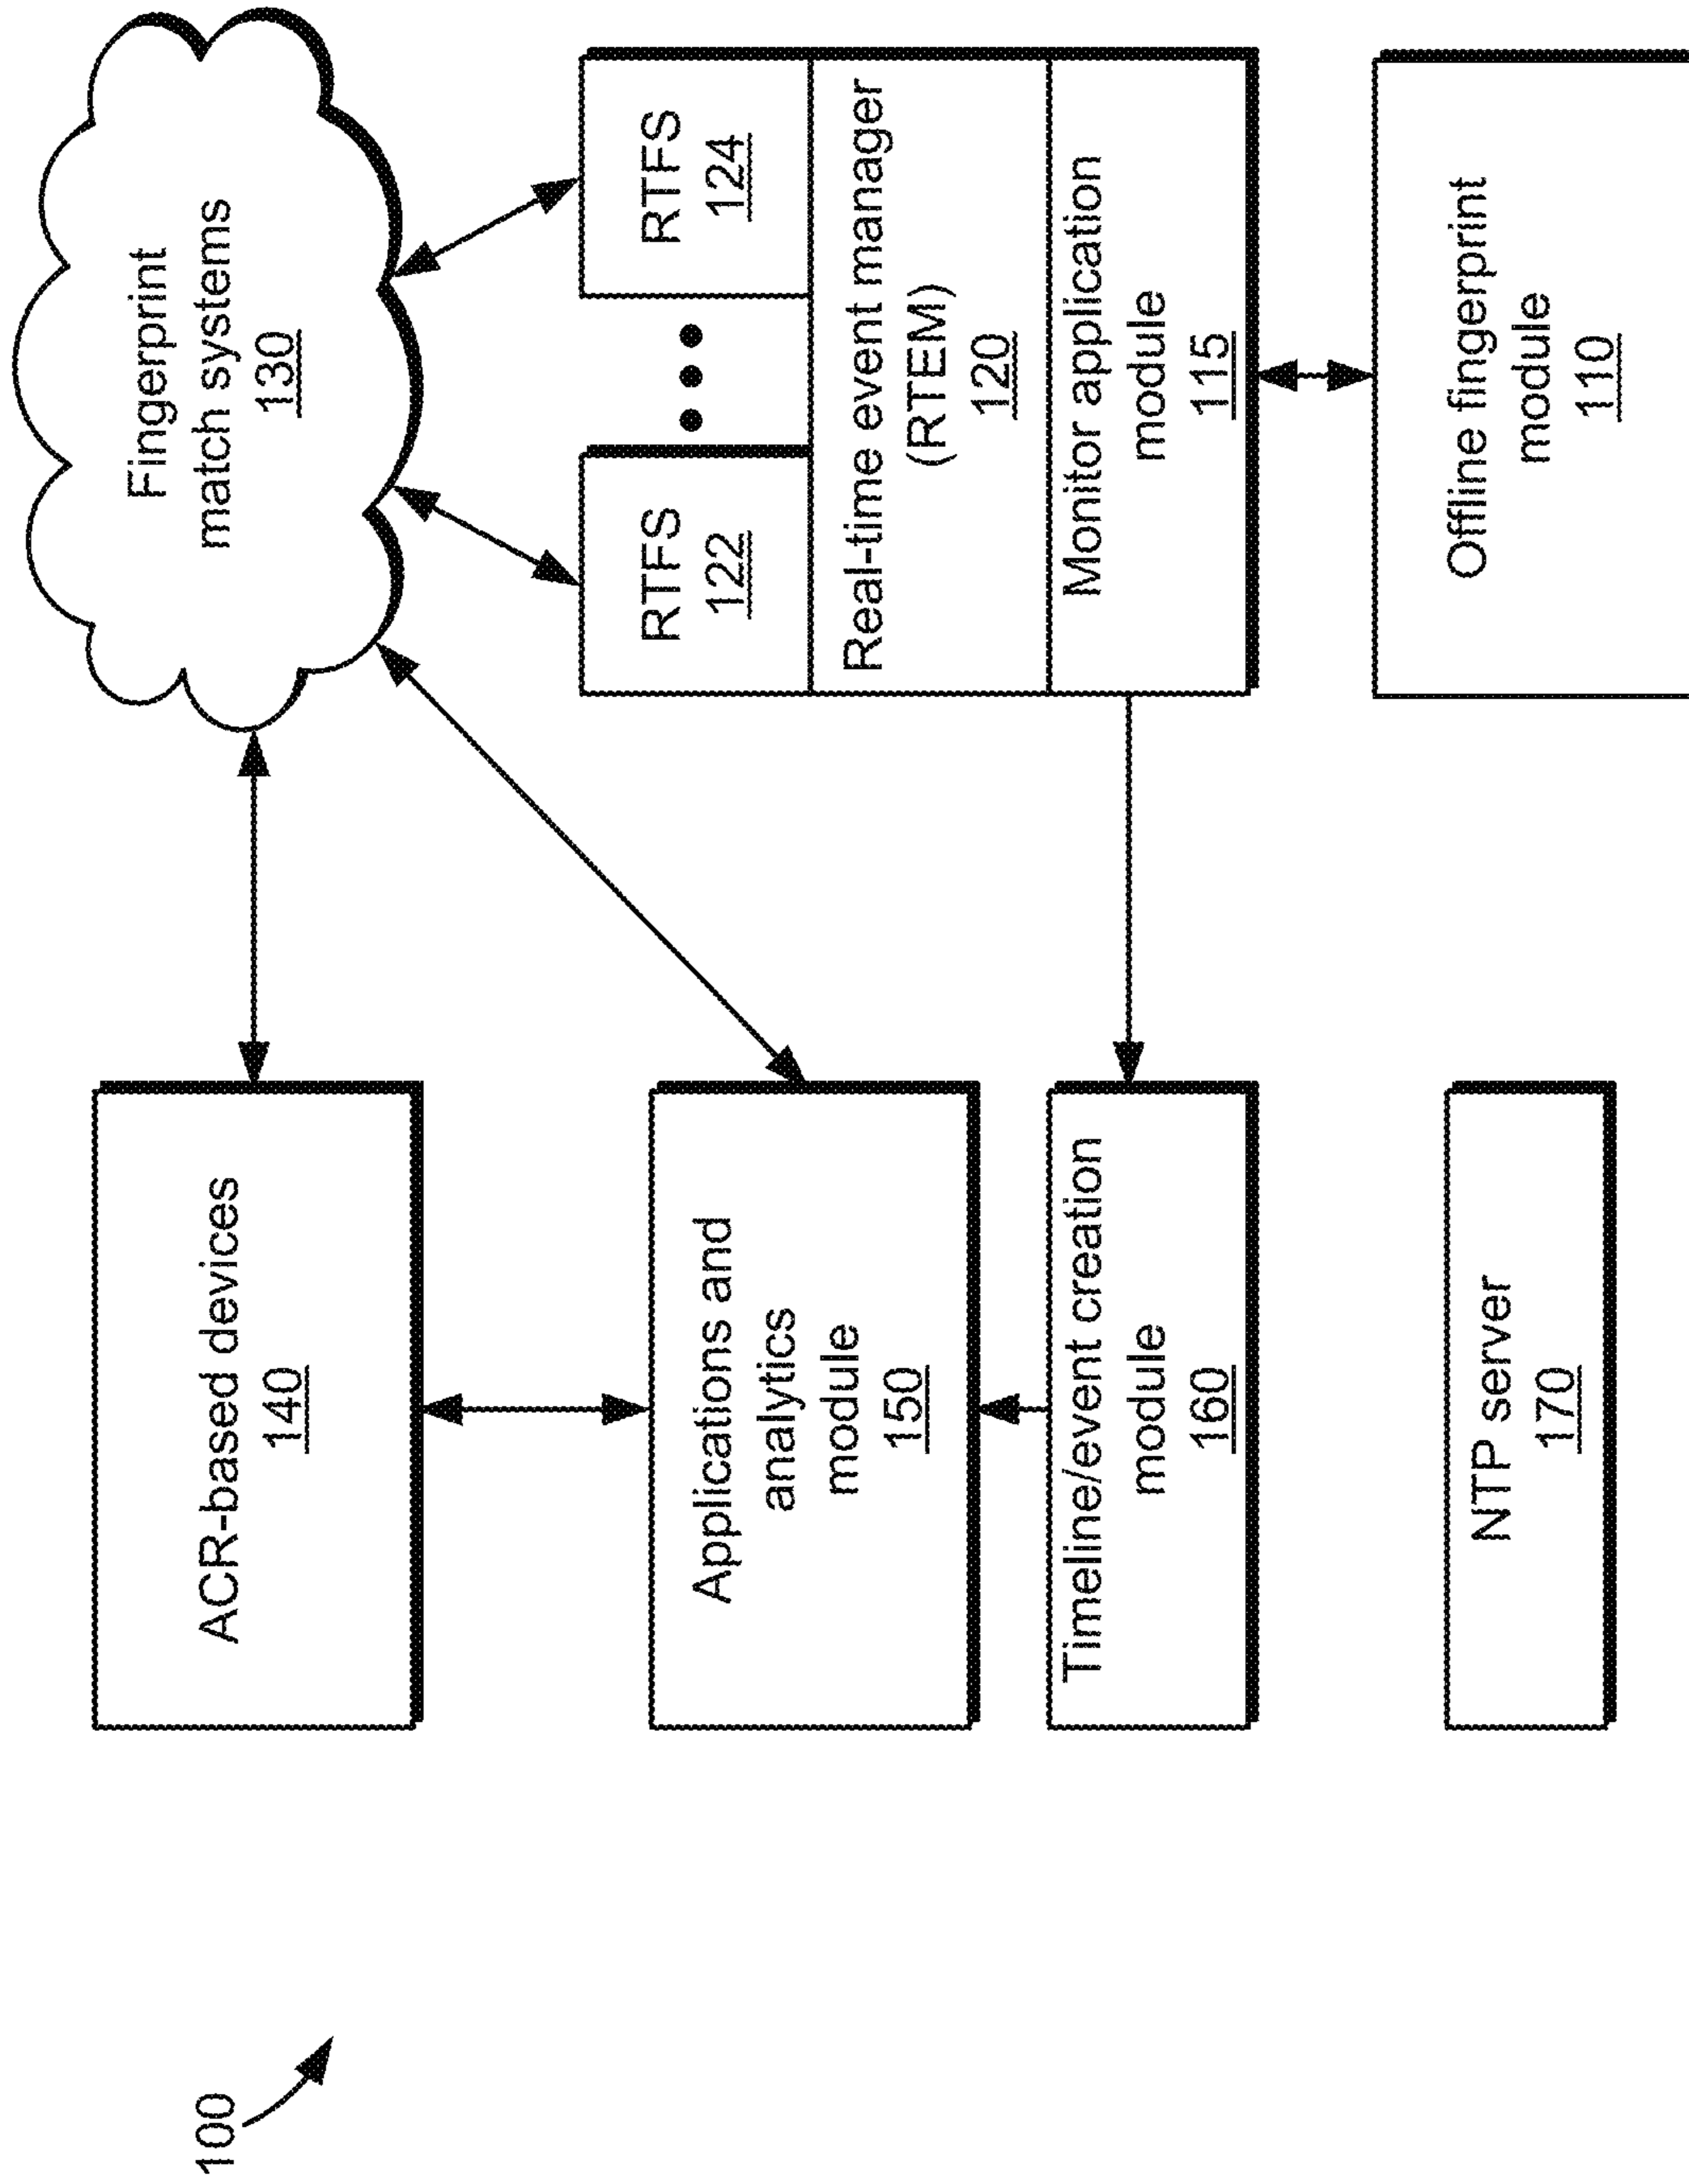 100
ACR-based devices
140
Fingerprint
match systems
130
Applications and
analytics
module
150
RTFS
122
RTFS
124
Real-time event manager
(RTEM)
120
Timeline/event creation
module
160
Monitor application
module
115
NTP server
170
Offline fingerprint
module
110